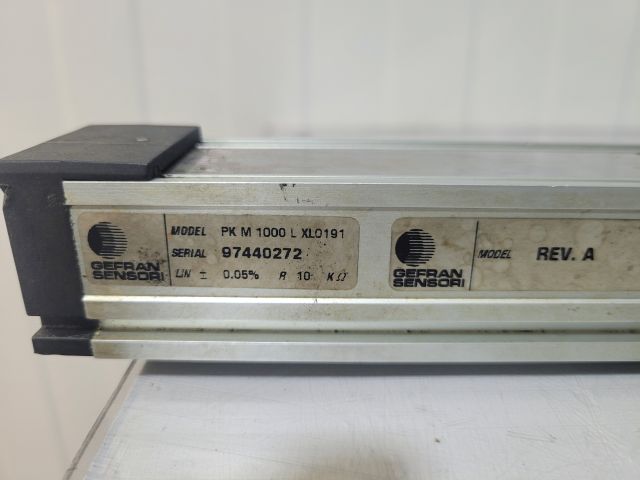 GEFRAN
SENSORI
MODEL PK M 1000 L XL0191
SERIAL 97440272
LIN ± 0.05% R 10 KΩ
GEFRAN
SENSORI
MODEL REV. A